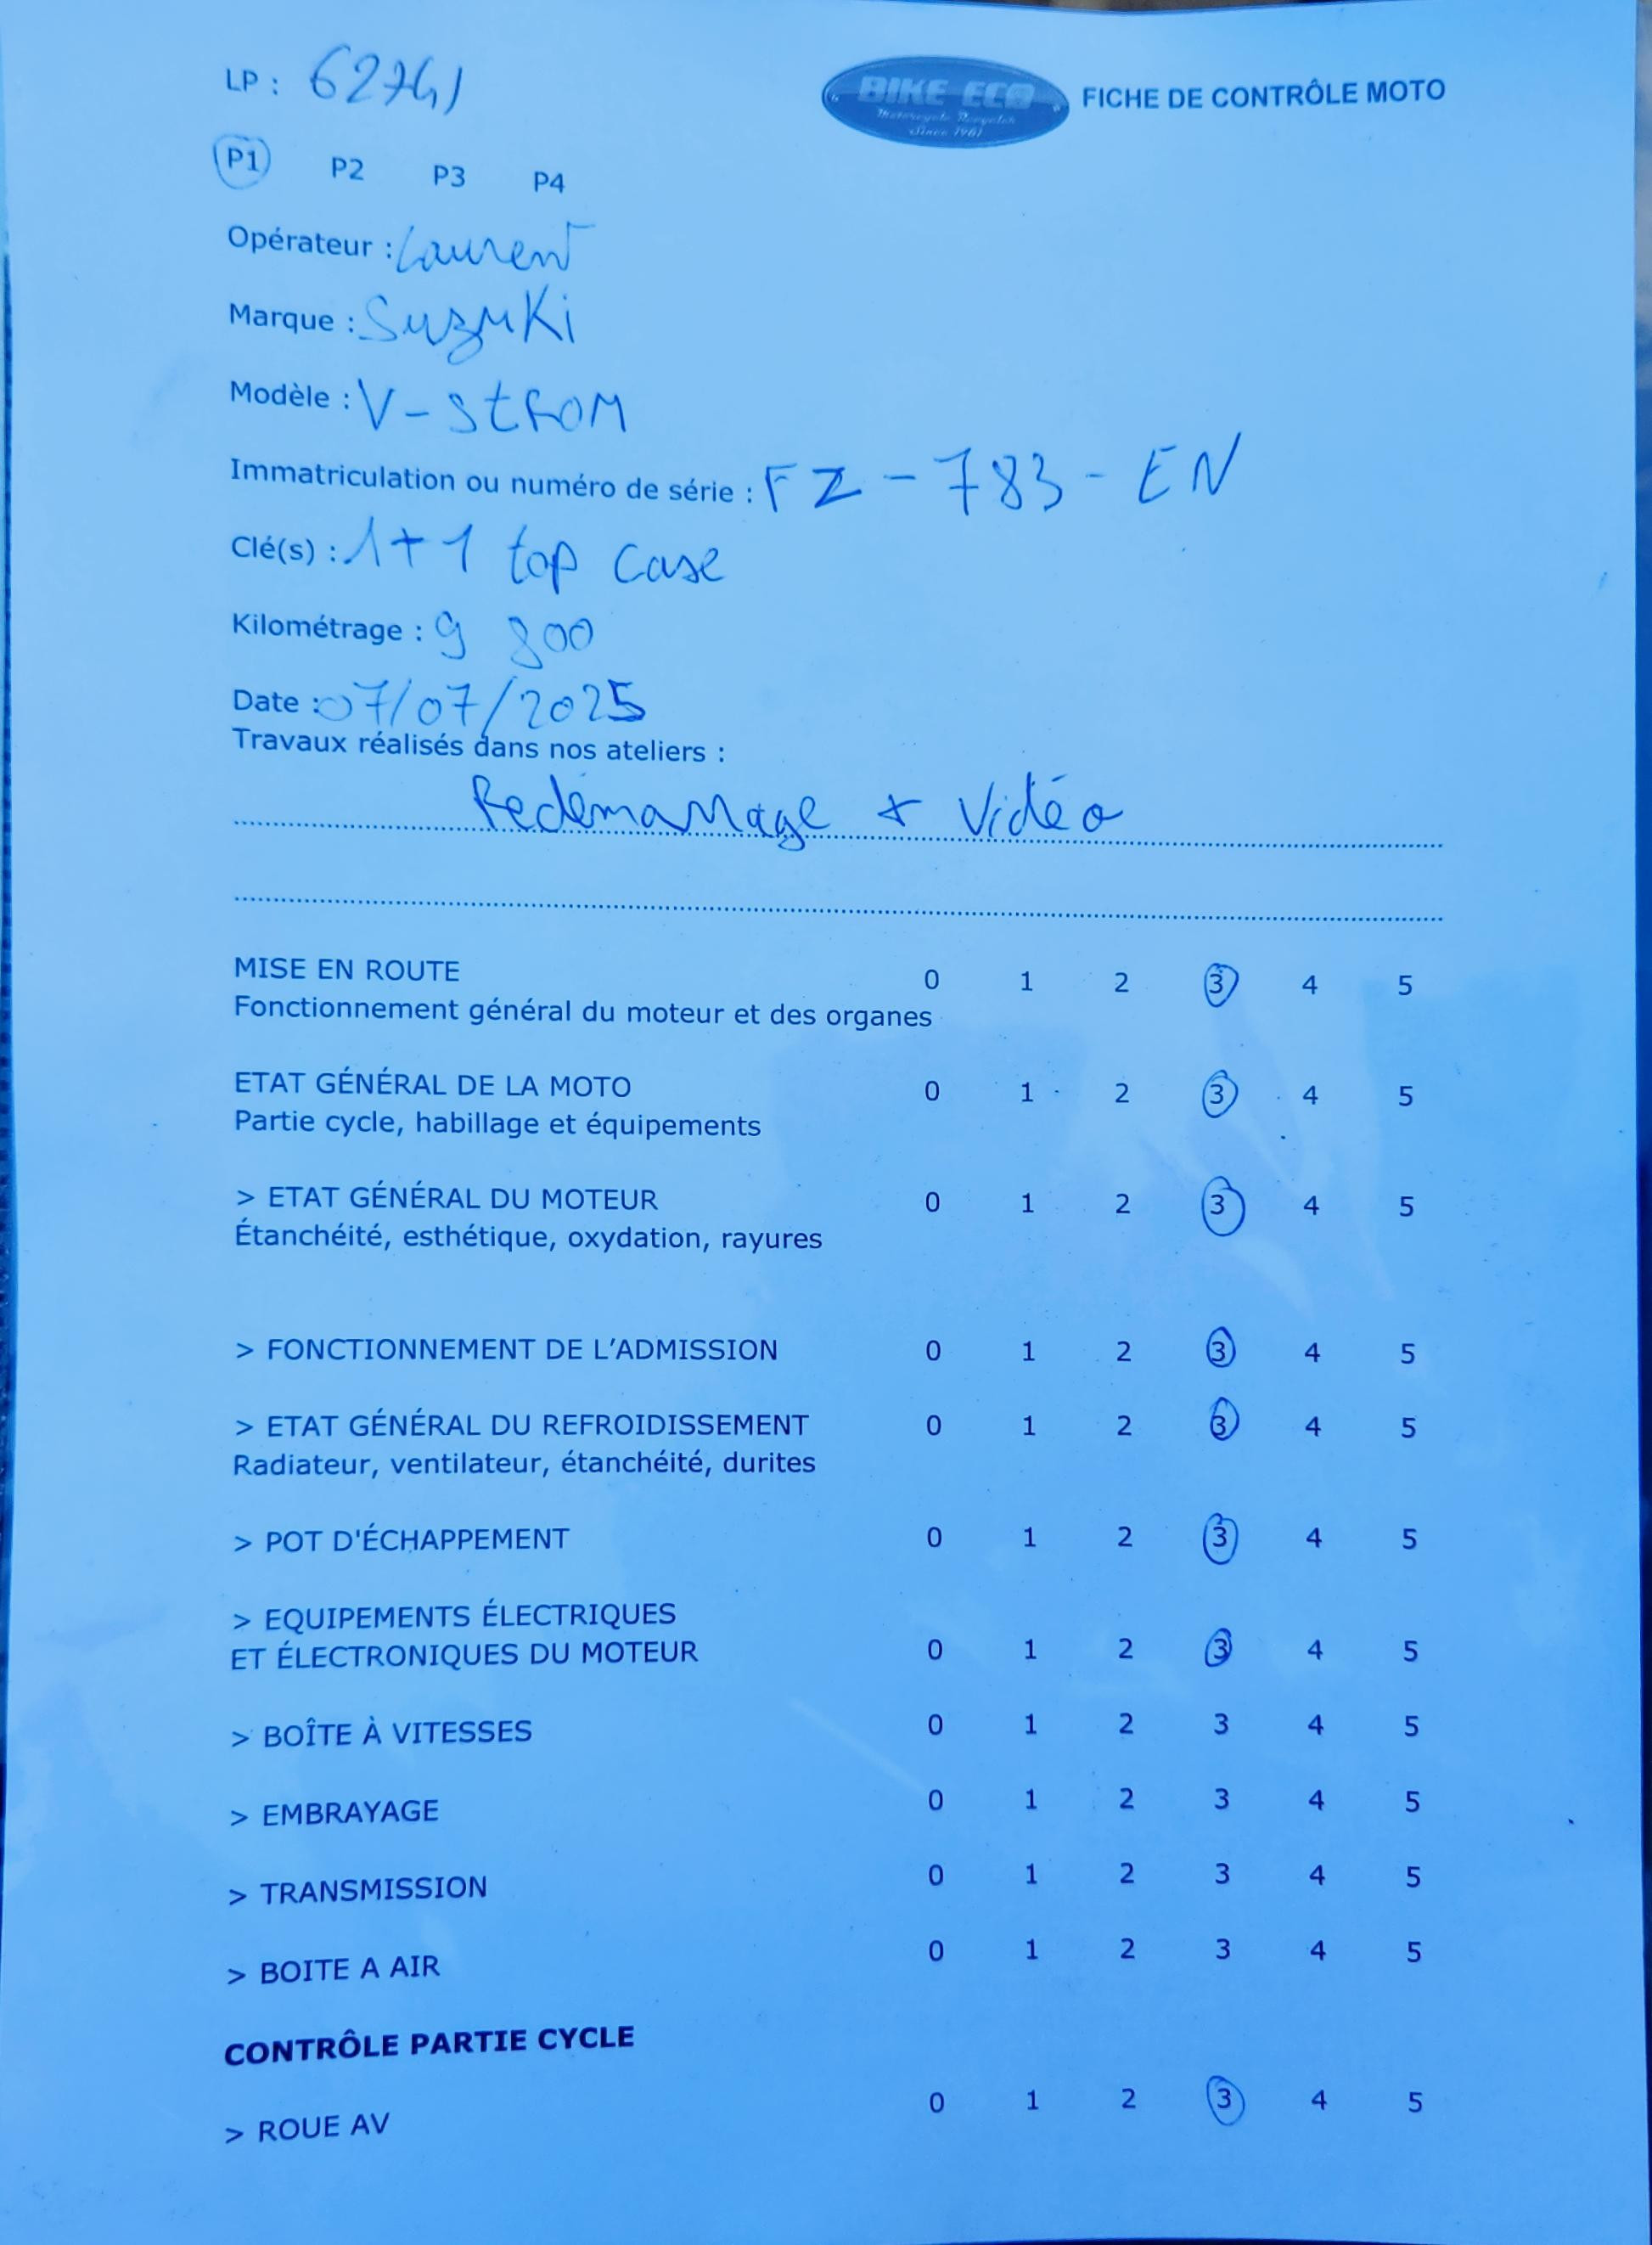 LP : 62741
BIKE ECO
Motorcycle Recycler
Since 1961
FICHE DE CONTRÔLE MOTO
P1 P2 P3 P4
Opérateur : Laurent
Marque : Suzuki
Modèle : V-StROM
Immatriculation ou numéro de série : FZ-783-EN
Clé(s) : 1+1 top case
Kilométrage : 9 800
Date : 07/07/2025
Travaux réalisés dans nos ateliers :
Redémarrage + Vidéo
MISE EN ROUTE 0 1 2 3 4 5
Fonctionnement général du moteur et des organes
ETAT GÉNÉRAL DE LA MOTO 0 1 2 3 4 5
Partie cycle, habillage et équipements
> ETAT GÉNÉRAL DU MOTEUR 0 1 2 3 4 5
Étanchéité, esthétique, oxydation, rayures
> FONCTIONNEMENT DE L'ADMISSION 0 1 2 3 4 5
> ETAT GÉNÉRAL DU REFROIDISSEMENT 0 1 2 3 4 5
Radiateur, ventilateur, étanchéité, durites
> POT D'ÉCHAPPEMENT 0 1 2 3 4 5
> EQUIPEMENTS ÉLECTRIQUES
ET ÉLECTRONIQUES DU MOTEUR 0 1 2 3 4 5
> BOÎTE À VITESSES 0 1 2 3 4 5
> EMBRAYAGE 0 1 2 3 4 5
> TRANSMISSION 0 1 2 3 4 5
> BOITE A AIR 0 1 2 3 4 5
CONTRÔLE PARTIE CYCLE
> ROUE AV 0 1 2 3 4 5